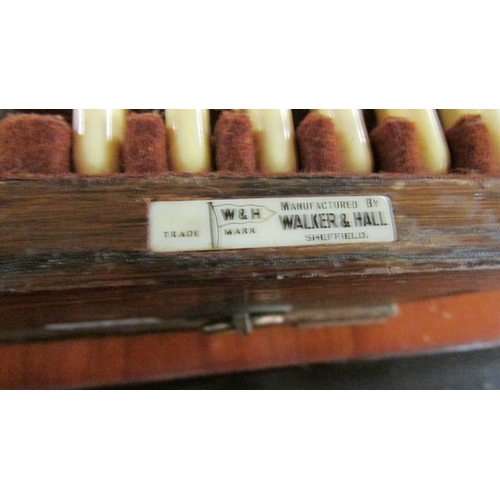 TRADE W & H MARK
MANUFACTURED BY
WALKER & HALL
SHEFFIELD.